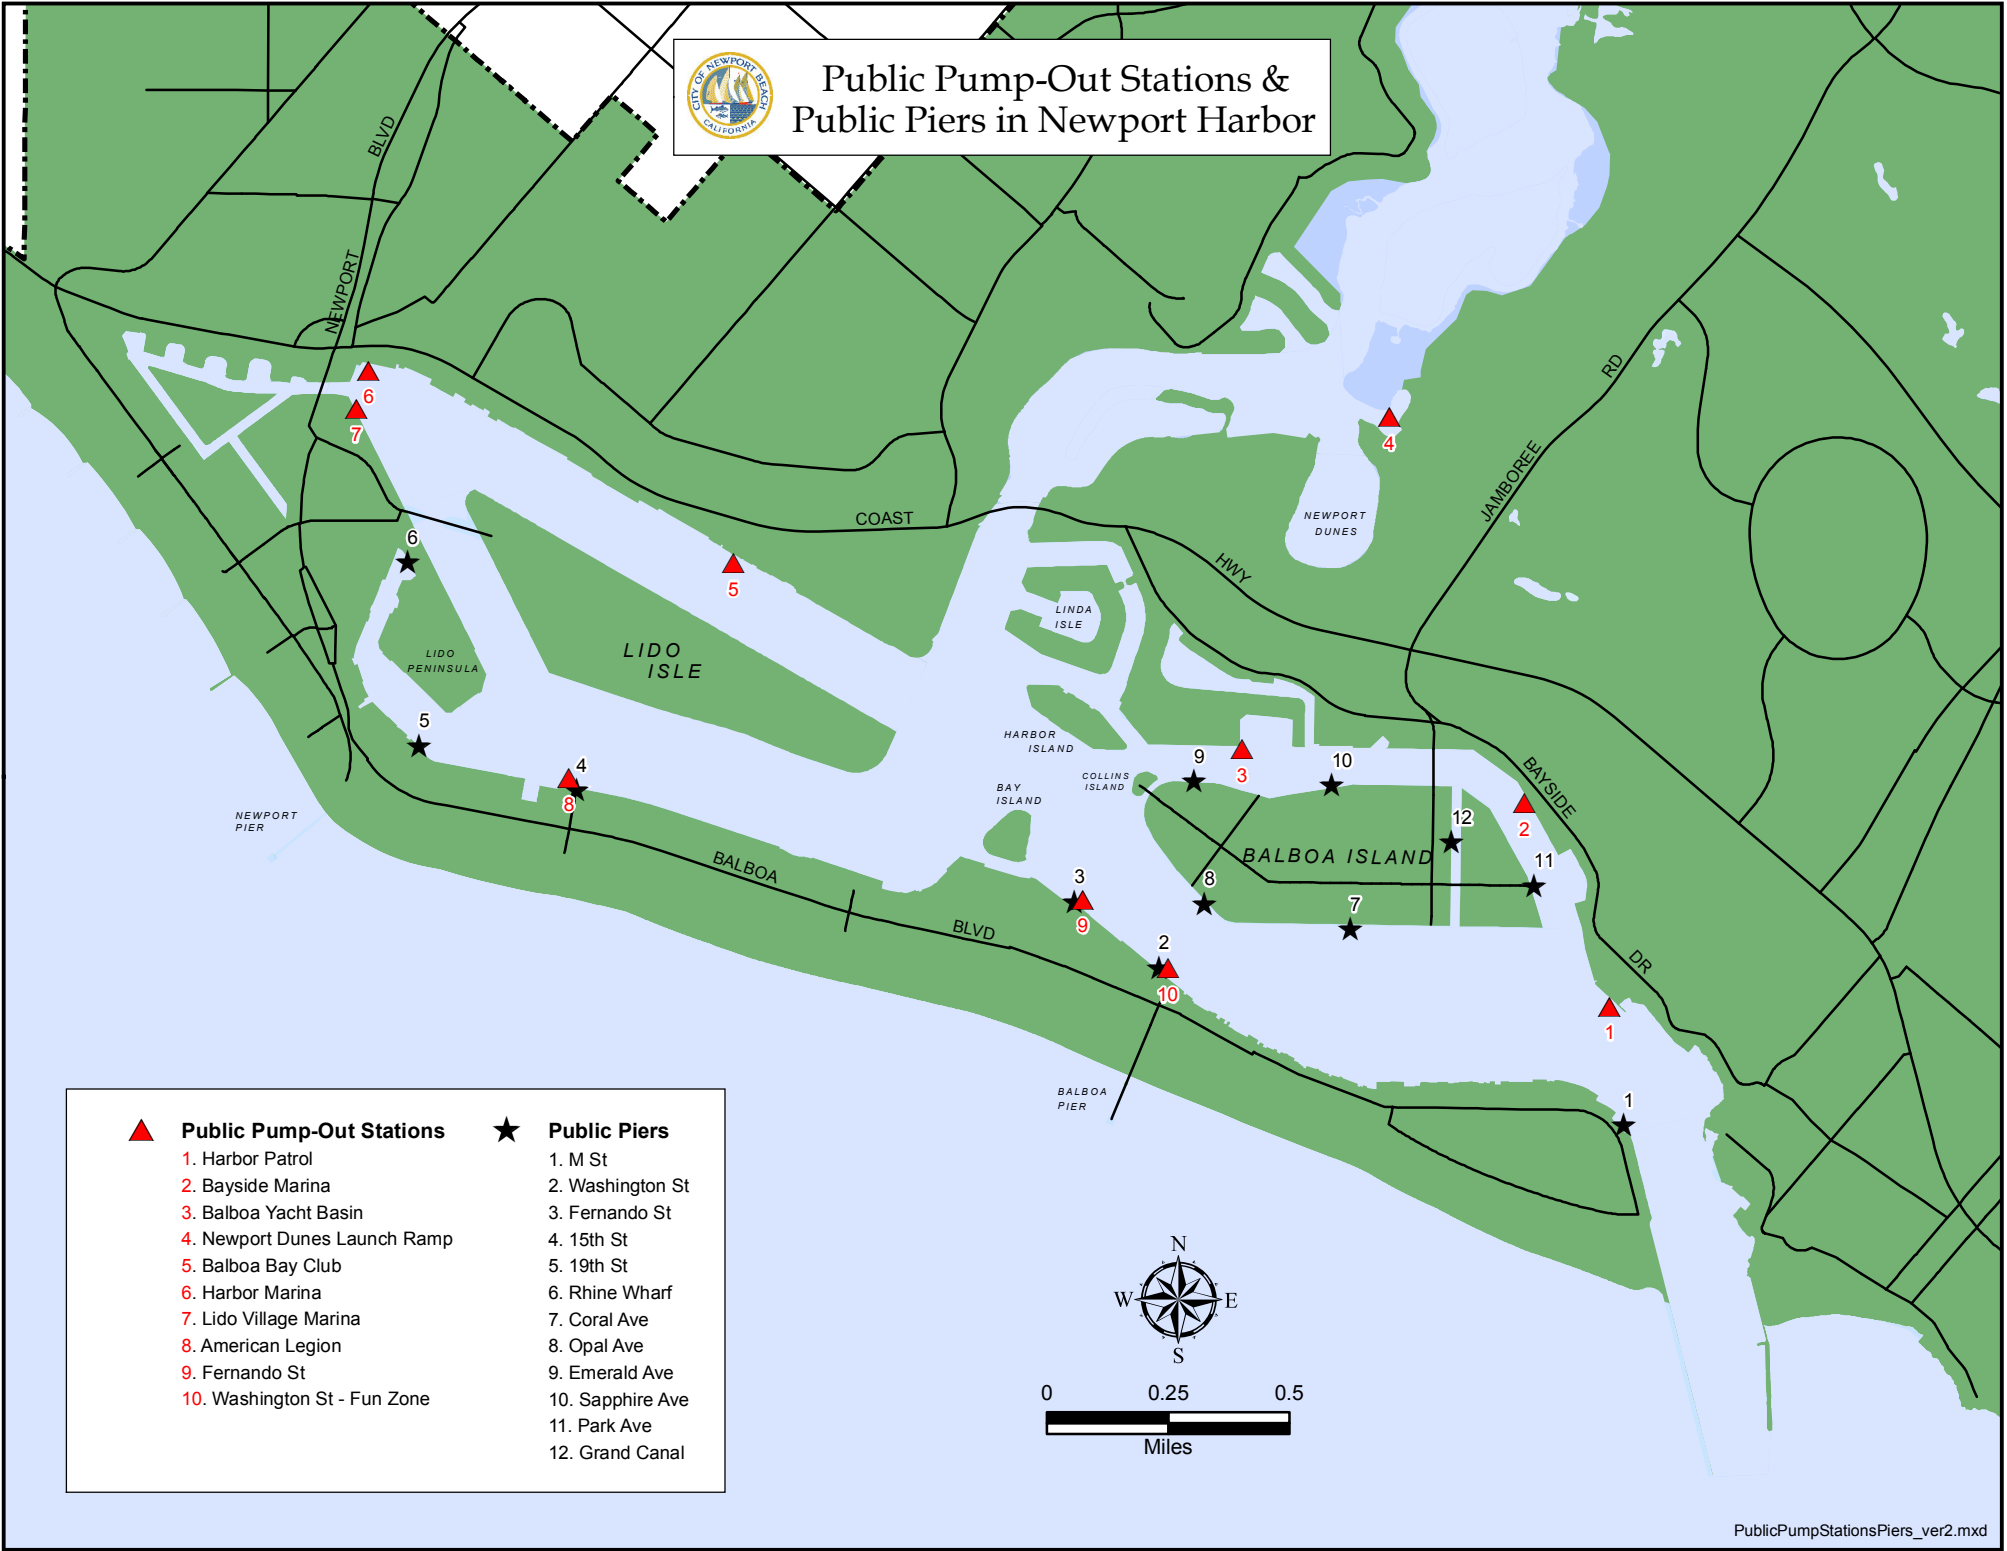 Public Pump-Out Stations &
Public Piers in Newport Harbor
CITY OF NEWPORT BEACH
CALIFORNIA
BLVD
NEWPORT
6
7
4
RD
JAMBOREE
NEWPORT
DUNES
COAST
HWY
6
5
LINDA
ISLE
LIDO
ISLE
LIDO
PENINSULA
5
HARBOR
ISLAND
9
3
10
4
8
COLLINS
ISLAND
BAY
ISLAND
BAYSIDE
2
12
NEWPORT
PIER
BALBOA ISLAND
11
BALBOA
3
9
8
7
BLVD
2
10
DR
1
BALBOA
PIER
1
Public Pump-Out Stations
1. Harbor Patrol
2. Bayside Marina
3. Balboa Yacht Basin
4. Newport Dunes Launch Ramp
5. Balboa Bay Club
6. Harbor Marina
7. Lido Village Marina
8. American Legion
9. Fernando St
10. Washington St - Fun Zone
Public Piers
1. M St
2. Washington St
3. Fernando St
4. 15th St
5. 19th St
6. Rhine Wharf
7. Coral Ave
8. Opal Ave
9. Emerald Ave
10. Sapphire Ave
11. Park Ave
12. Grand Canal
N
W
E
S
0 0.25 0.5
Miles
PublicPumpStationsPiers_ver2.mxd